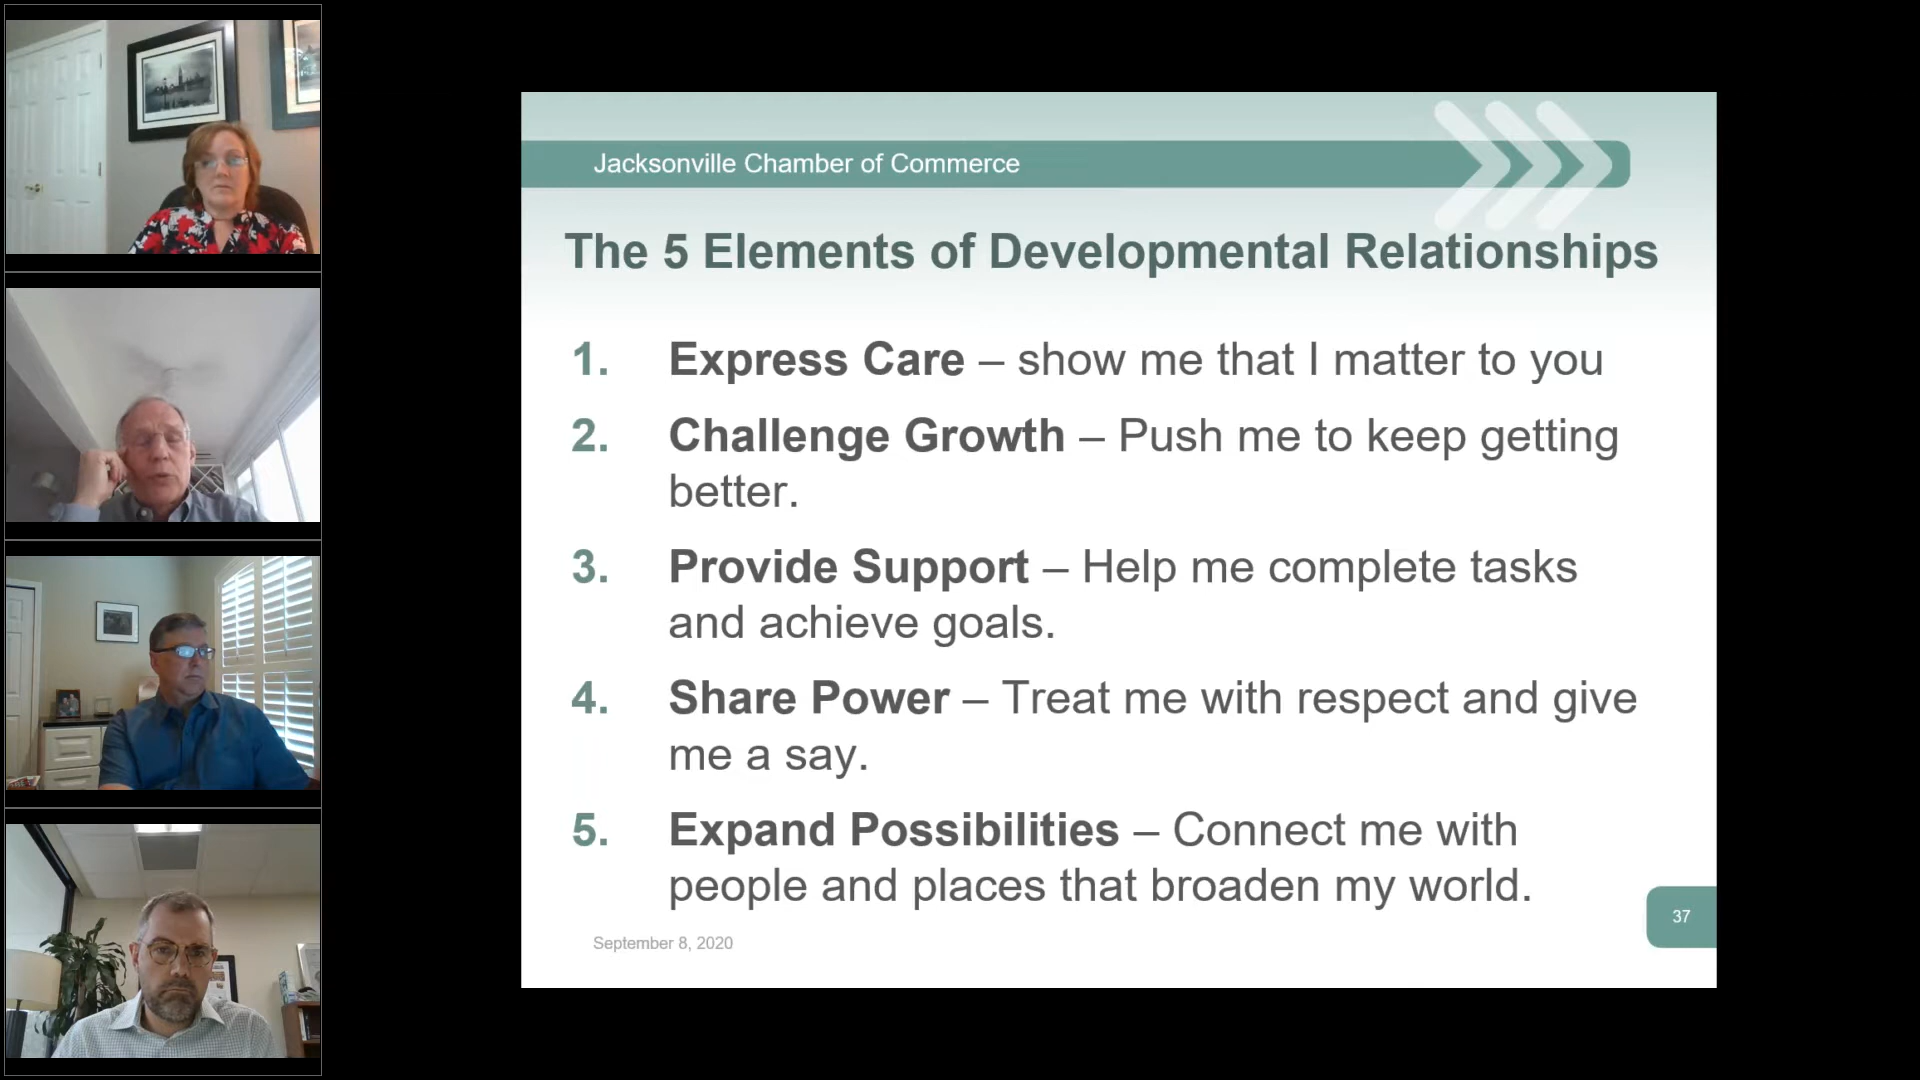 Jacksonville Chamber of Commerce
The 5 Elements of Developmental Relationships
1. Express Care – show me that I matter to you
2. Challenge Growth – Push me to keep getting
better.
3. Provide Support – Help me complete tasks
and achieve goals.
4. Share Power – Treat me with respect and give
me a say.
5. Expand Possibilities – Connect me with
people and places that broaden my world.
37
September 8, 2020